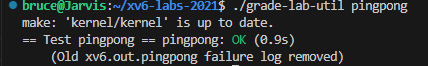 bruce@Jarvis:~/xv6-labs-2021$ ./grade-lab-util pingpong
make: 'kernel/kernel' is up to date.
== Test pingpong == pingpong: OK (0.9s)
    (Old xv6.out.pingpong failure log removed)